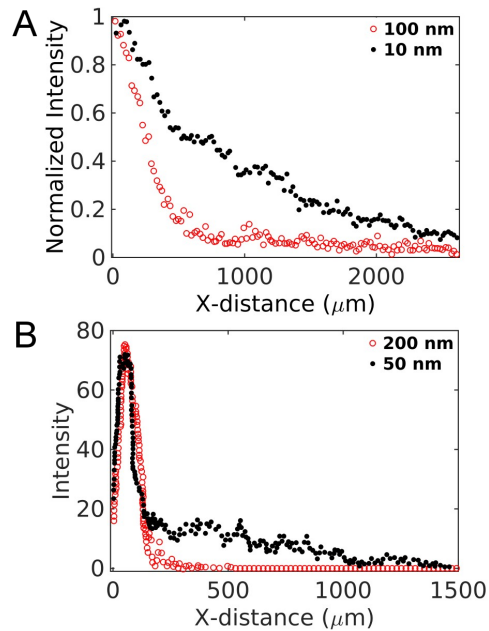 A
1
0.8
0.6
0.4
0.2
0
Normalized Intensity
100 nm
10 nm
0 1000 2000
X-distance (μm)
B
80
60
40
20
0
Intensity
200 nm
50 nm
0 500 1000 1500
X-distance (μm)